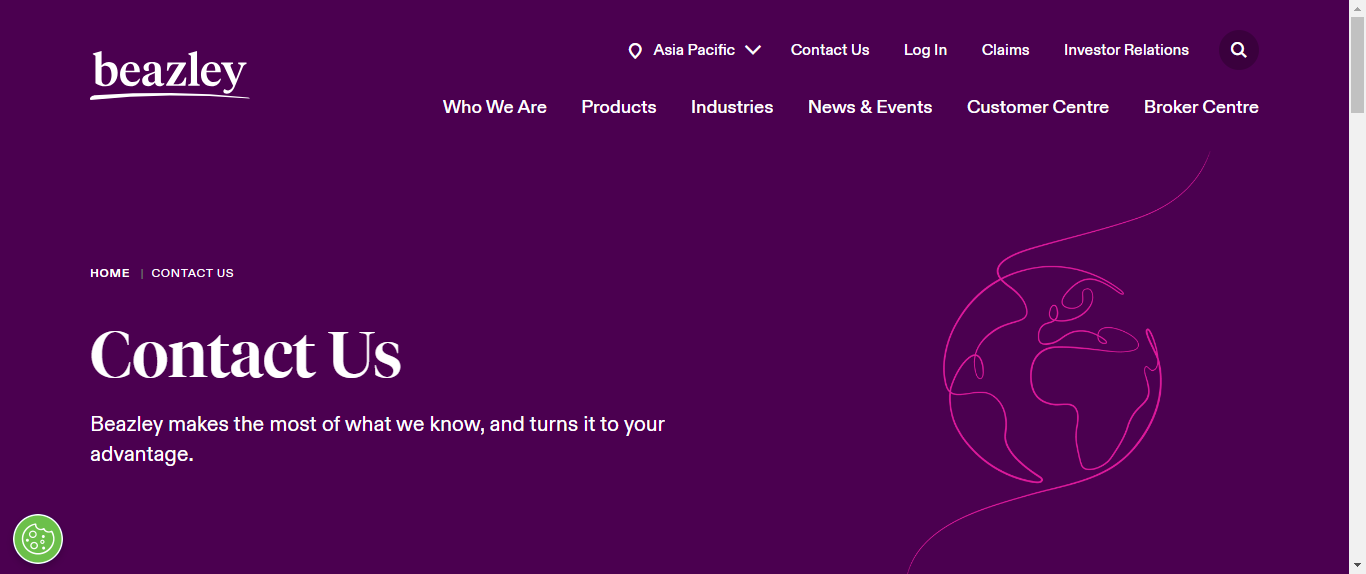 beazley
Asia Pacific Contact Us Log In Claims Investor Relations
Who We Are Products Industries News & Events Customer Centre Broker Centre
HOME | CONTACT US
Contact Us
Beazley makes the most of what we know, and turns it to your
advantage.